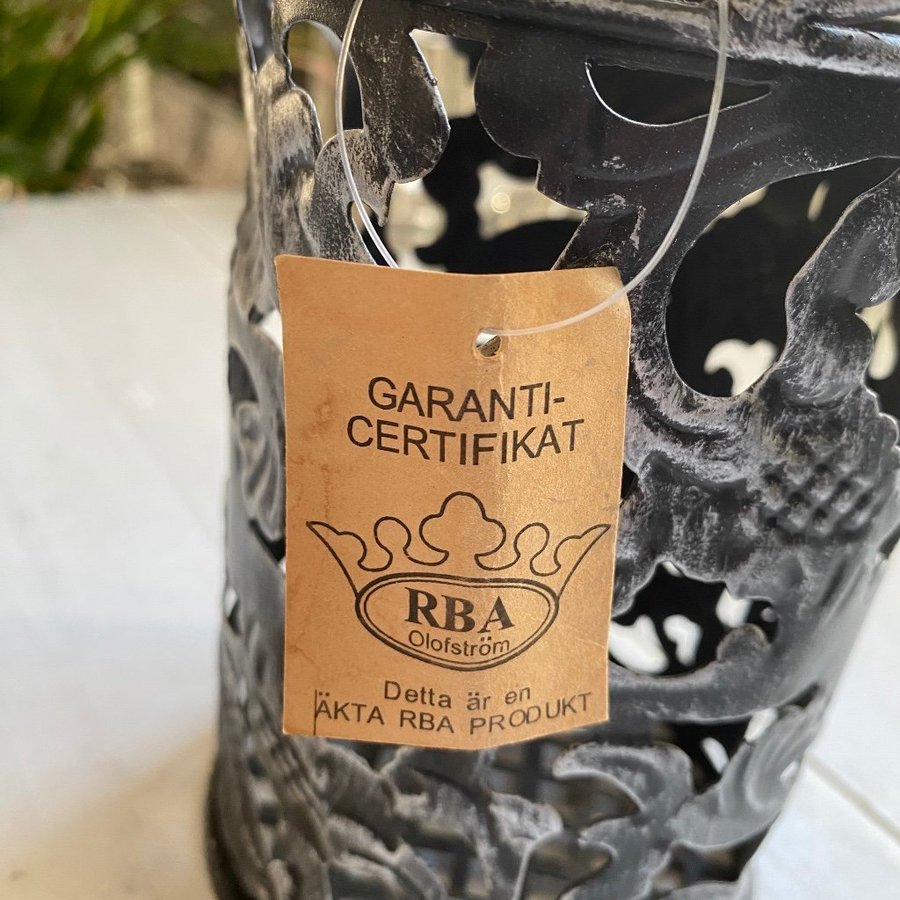 GARANTI-
CERTIFIKAT
RBA
Olofström
Detta är en
ÄKTA RBA PRODUKT